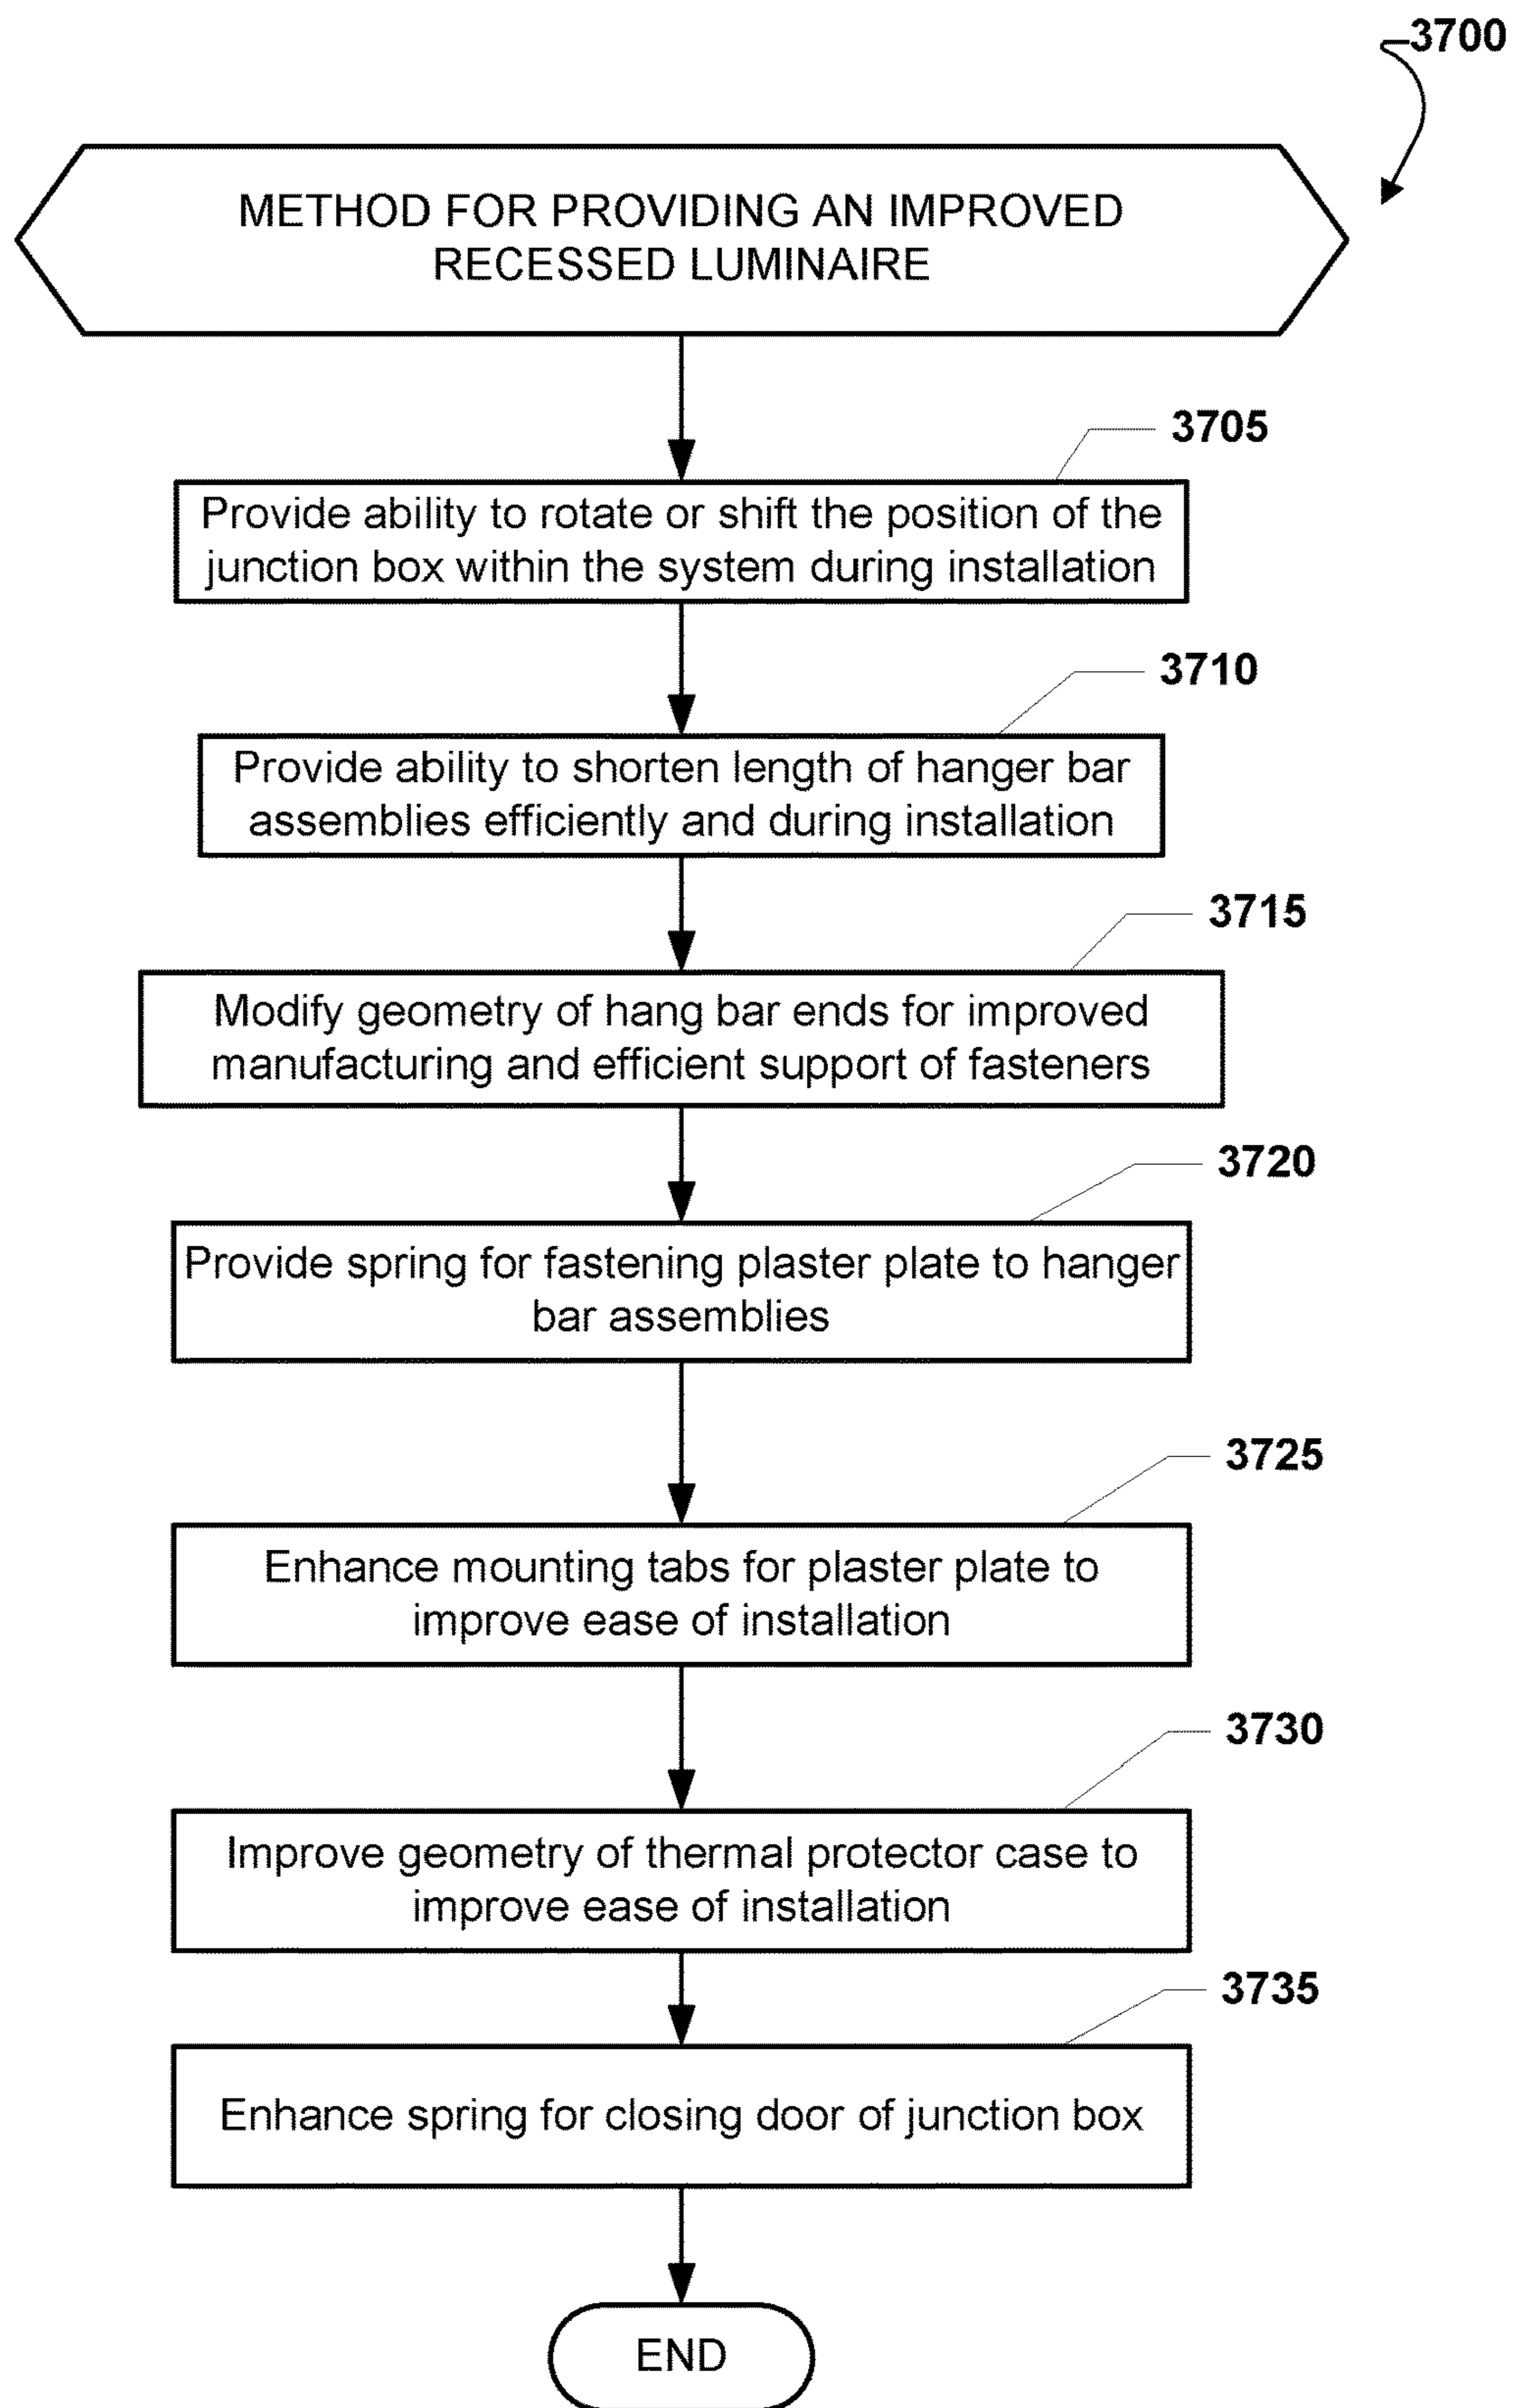 3700
METHOD FOR PROVIDING AN IMPROVED
RECESSED LUMINAIRE
3705
Provide ability to rotate or shift the position of the
junction box within the system during installation
3710
Provide ability to shorten length of hanger bar
assemblies efficiently and during installation
3715
Modify geometry of hang bar ends for improved
manufacturing and efficient support of fasteners
3720
Provide spring for fastening plaster plate to hanger
bar assemblies
3725
Enhance mounting tabs for plaster plate to
improve ease of installation
3730
Improve geometry of thermal protector case to
improve ease of installation
3735
Enhance spring for closing door of junction box
END